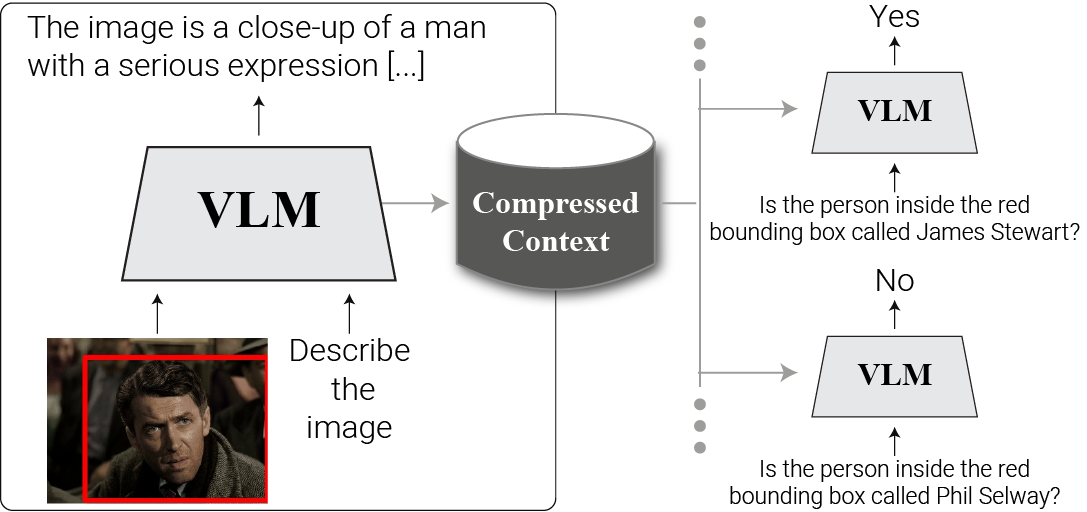 The image is a close-up of a man
with a serious expression [...]
VLM
Describe
the
image
Compressed
Context
Yes
VLM
Is the person inside the red
bounding box called James Stewart?
No
VLM
Is the person inside the red
bounding box called Phil Selway?